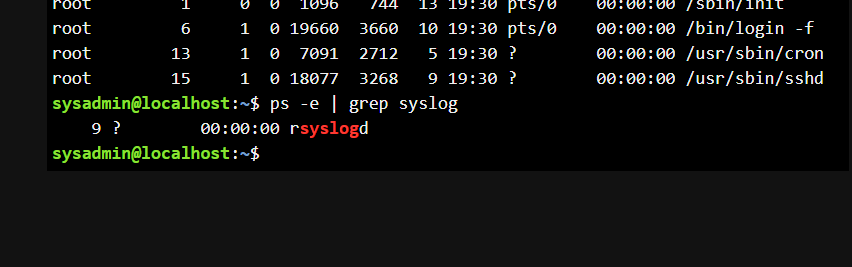 root 1 0 0 1096 744 13 19:30 pts/0 00:00:00 /sbin/init
root 6 1 0 19660 3660 10 19:30 pts/0 00:00:00 /bin/login -f
root 13 1 0 7091 2712 5 19:30 ? 00:00:00 /usr/sbin/cron
root 15 1 0 18077 3268 9 19:30 ? 00:00:00 /usr/sbin/sshd
sysadmin@localhost:~$ ps -e | grep syslog
9 ? 00:00:00 rsyslogd
sysadmin@localhost:~$